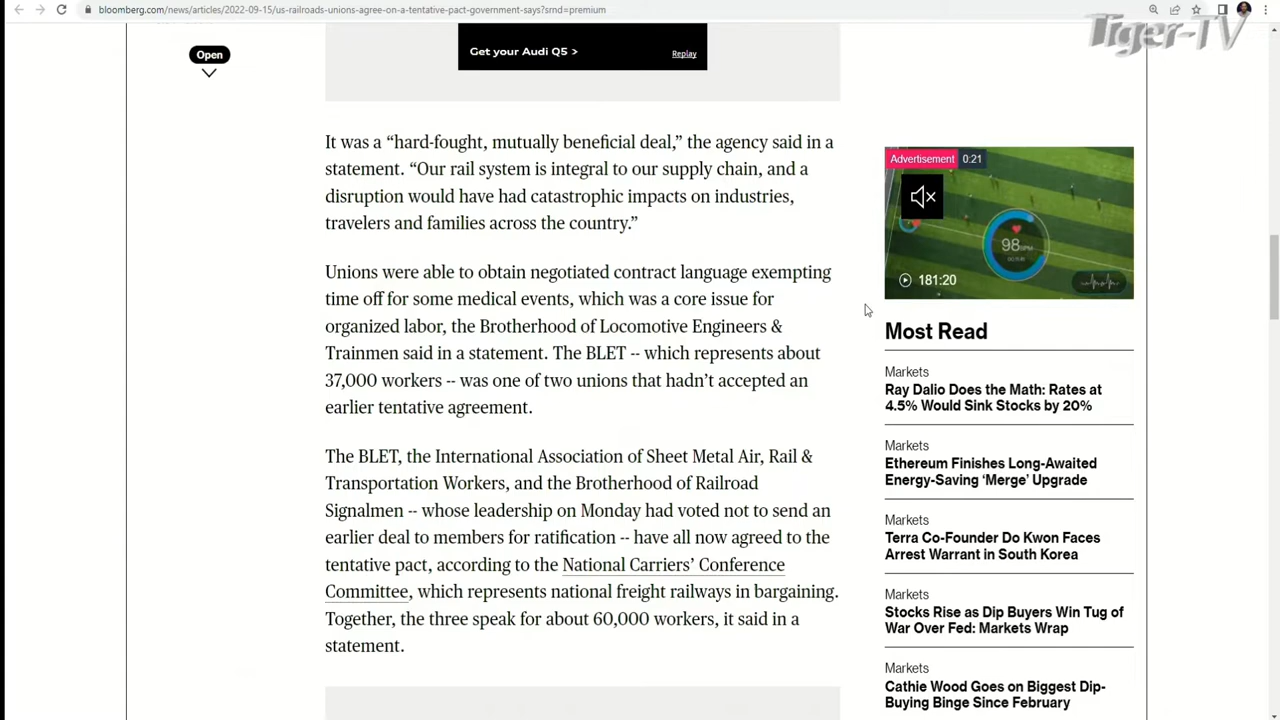 bloomberg.com/news/articles/2022-09-15/us-railroads-unions-agree-on-a-tentative-pact-government-says?srnd=premium
Tiger-TV
Open
Get your Audi Q5 >
Replay
It was a “hard-fought, mutually beneficial deal,” the agency said in a
statement. “Our rail system is integral to our supply chain, and a
disruption would have had catastrophic impacts on industries,
travelers and families across the country.”
Unions were able to obtain negotiated contract language exempting
time off for some medical events, which was a core issue for
organized labor, the Brotherhood of Locomotive Engineers &
Trainmen said in a statement. The BLET -- which represents about
37,000 workers -- was one of two unions that hadn’t accepted an
earlier tentative agreement.
The BLET, the International Association of Sheet Metal Air, Rail &
Transportation Workers, and the Brotherhood of Railroad
Signalmen -- whose leadership on Monday had voted not to send an
earlier deal to members for ratification -- have all now agreed to the
tentative pact, according to the National Carriers’ Conference
Committee, which represents national freight railways in bargaining.
Together, the three speak for about 60,000 workers, it said in a
statement.
Advertisement 0:21
98 BPM
181:20
Most Read
Markets
Ray Dalio Does the Math: Rates at
4.5% Would Sink Stocks by 20%
Markets
Ethereum Finishes Long-Awaited
Energy-Saving ‘Merge’ Upgrade
Markets
Terra Co-Founder Do Kwon Faces
Arrest Warrant in South Korea
Markets
Stocks Rise as Dip Buyers Win Tug of
War Over Fed: Markets Wrap
Markets
Cathie Wood Goes on Biggest Dip-
Buying Binge Since February